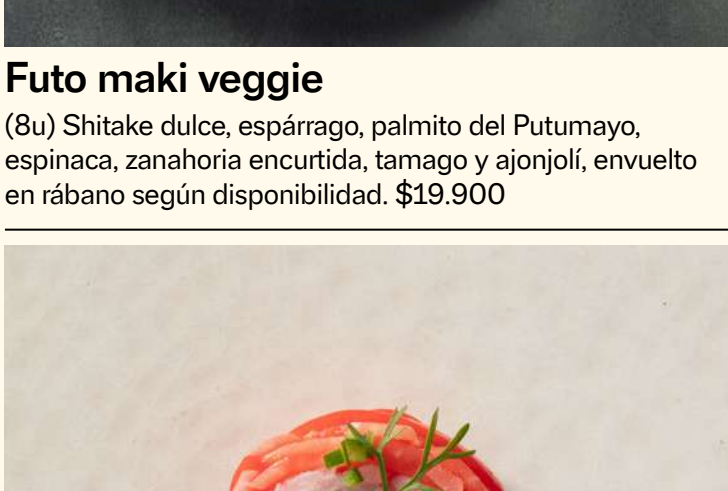 Futo maki veggie
(8u) Shitake dulce, espárrago, palmito del Putumayo,
espinaca, zanahoria encurtida, tamago y ajonjolí, envuelto
en rábano según disponibilidad. $19.900